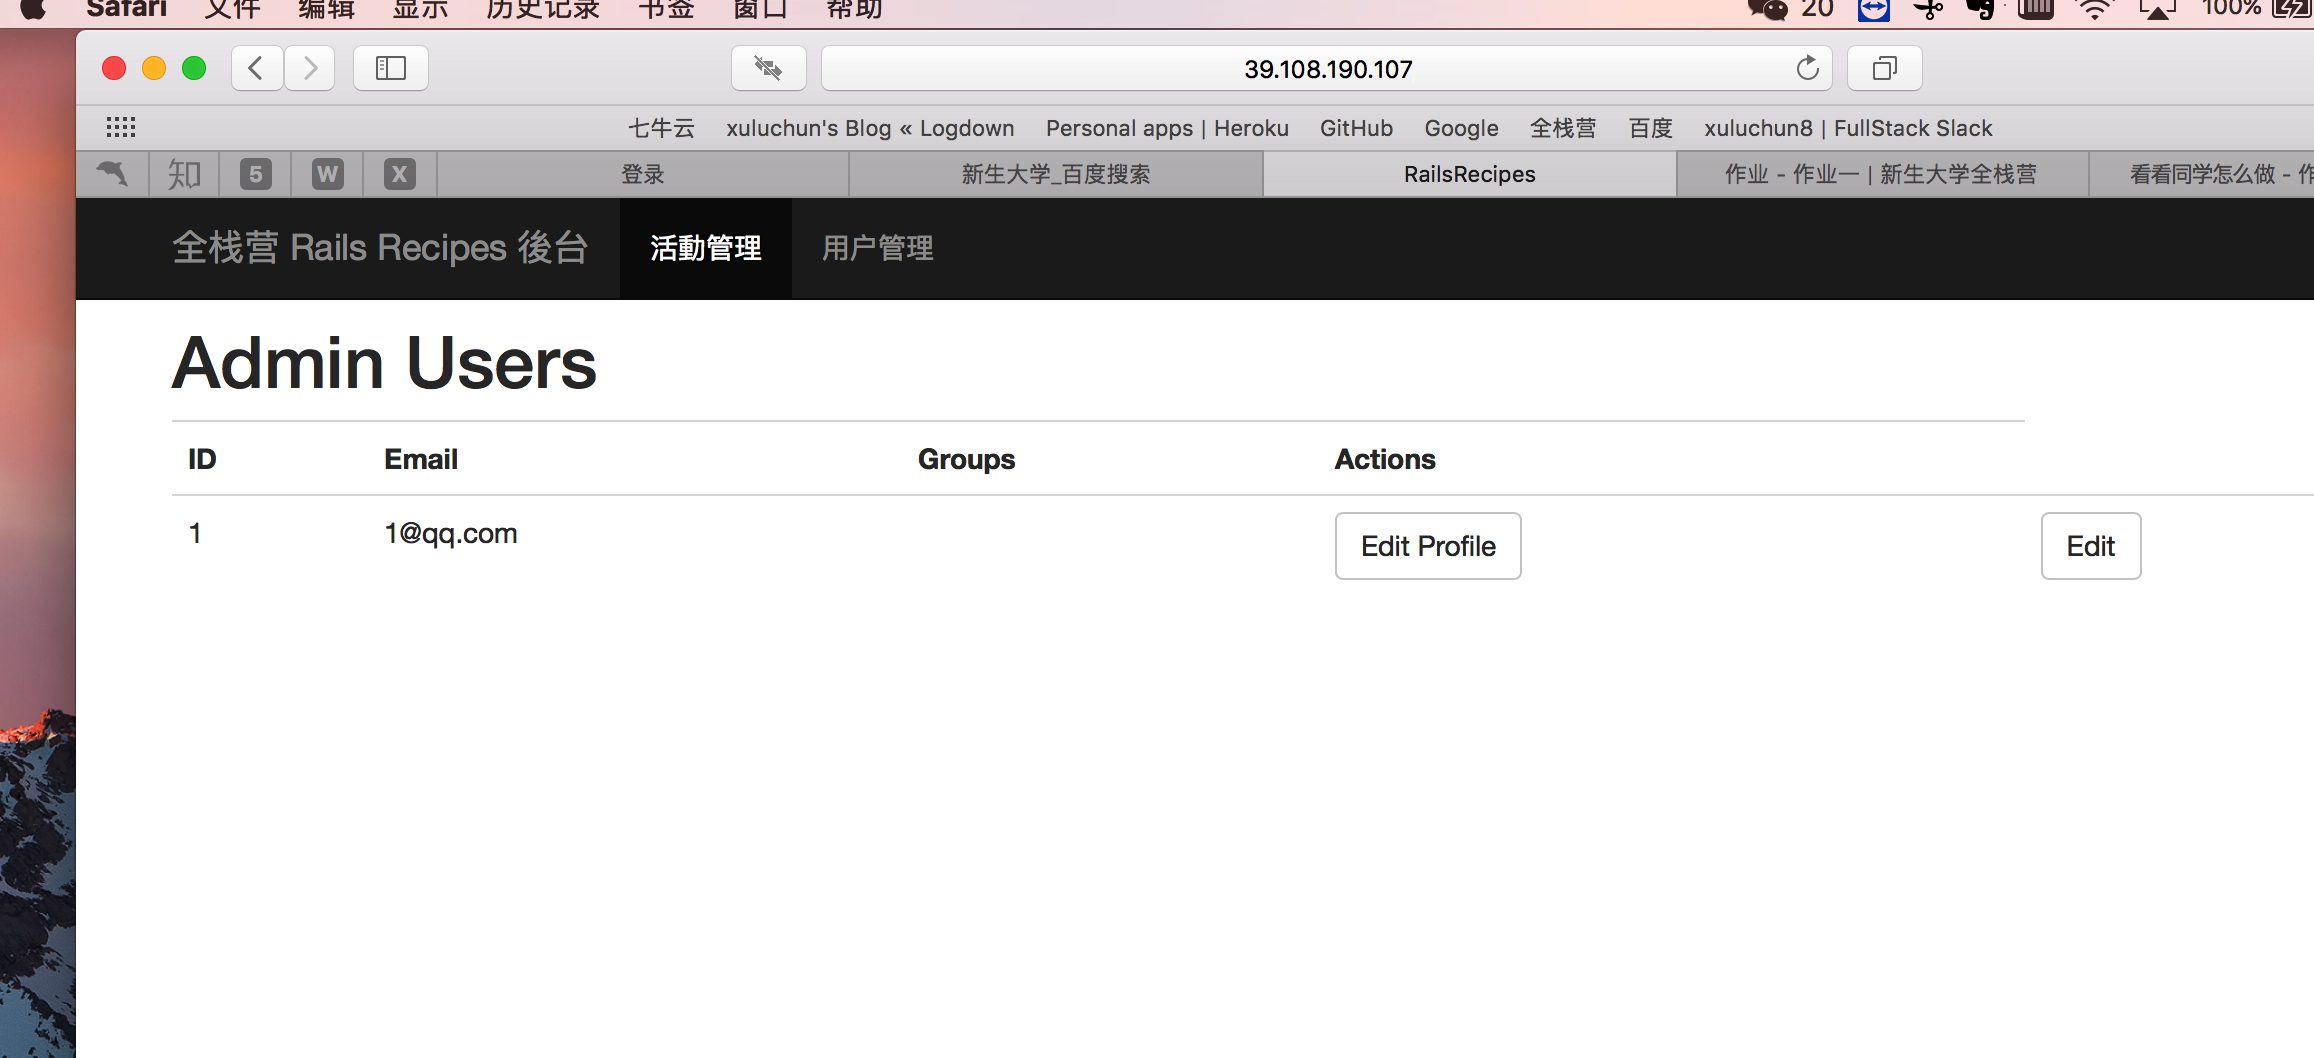 Safari 文件 编辑 显示 历史记录 书签 窗口 帮助 20 100%
39.108.190.107
七牛云 xuluchun's Blog « Logdown Personal apps | Heroku GitHub Google 全栈营 百度 xuluchun8 | FullStack Slack
知 5 W X 登录 新生大学_百度搜索 RailsRecipes 作业 - 作业一 | 新生大学全栈营 看看同学怎么做 - 作
全栈营 Rails Recipes 後台 活動管理 用户管理
Admin Users
ID Email Groups Actions
1 1@qq.com Edit Profile Edit